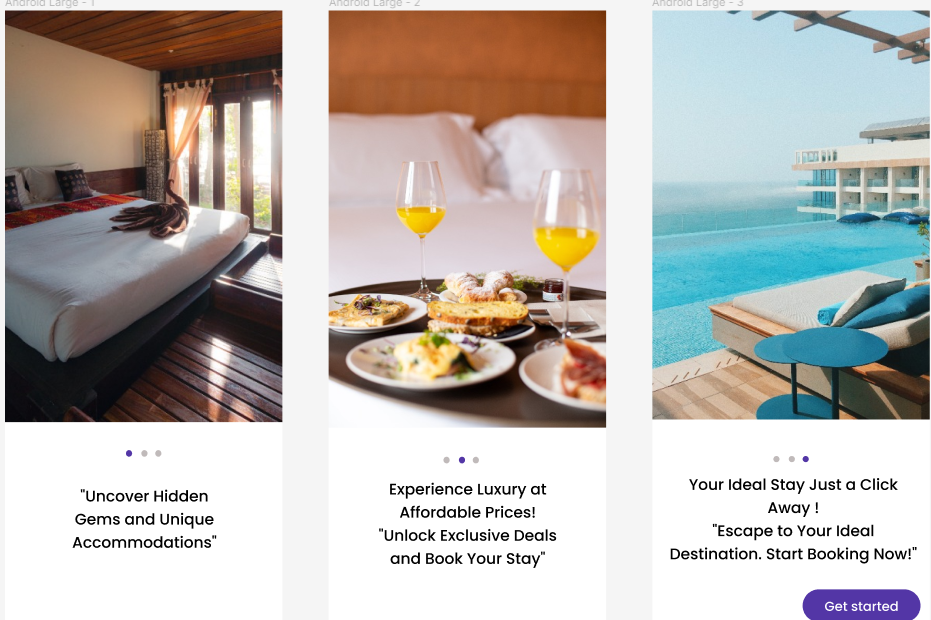 Android Large - 1
Android Large - 2
Android Large - 3
"Uncover Hidden
Gems and Unique
Accommodations"
Experience Luxury at
Affordable Prices!
"Unlock Exclusive Deals
and Book Your Stay"
Your Ideal Stay Just a Click
Away !
"Escape to Your Ideal
Destination. Start Booking Now!"
Get started